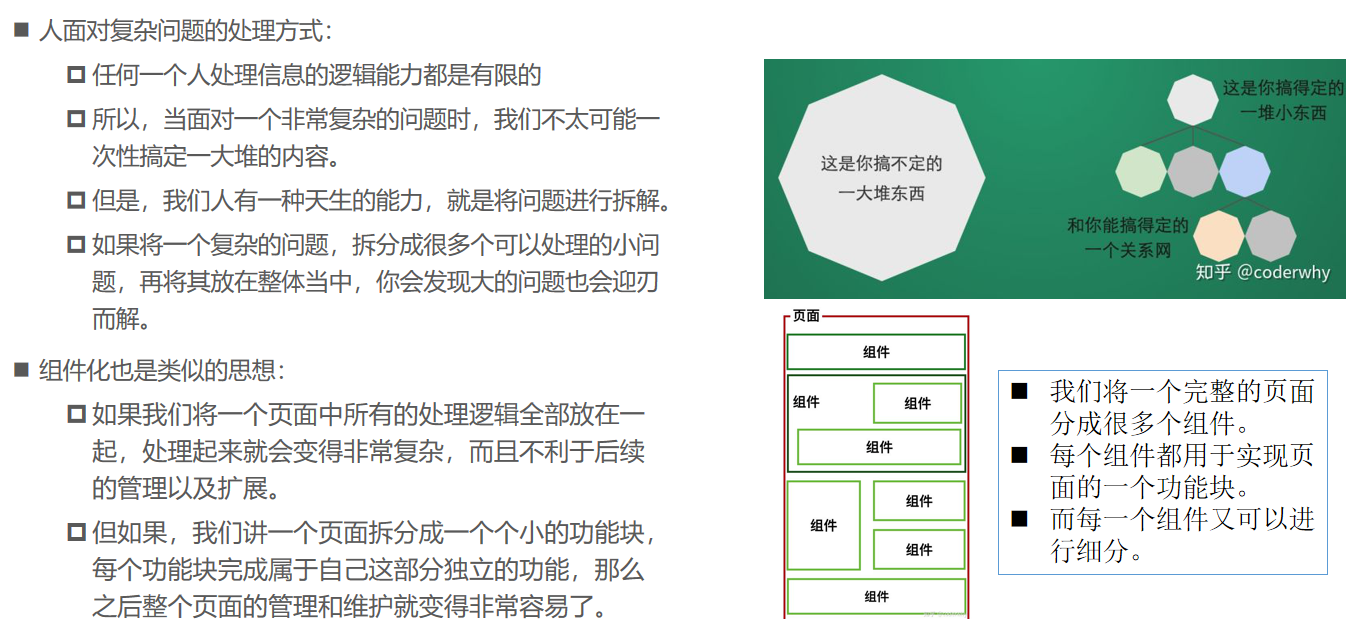 人面对复杂问题的处理方式：
任何一个人处理信息的逻辑能力都是有限的
所以，当面对一个非常复杂的问题时，我们不太可能一
次性搞定一大堆的内容。
但是，我们人有一种天生的能力，就是将问题进行拆解。
如果将一个复杂的问题，拆分成很多个可以处理的小问
题，再将其放在整体当中，你会发现大的问题也会迎刃
而解。
组件化也是类似的思想：
如果我们将一个页面中所有的处理逻辑全部放在一
起，处理起来就会变得非常复杂，而且不利于后续
的管理以及扩展。
但如果，我们讲一个页面拆分成一个个小的功能块，
每个功能块完成属于自己这部分独立的功能，那么
之后整个页面的管理和维护就变得非常容易了。
这是你搞不定的
一大堆东西
这是你搞得定的
一堆小东西
和你能搞得定的
一个关系网
知乎 @coderwhy
页面
组件
组件
组件
组件
组件
组件
组件
组件
我们将一个完整的页面
分成很多个组件。
每个组件都用于实现页
面的一个功能块。
而每一个组件又可以进
行细分。